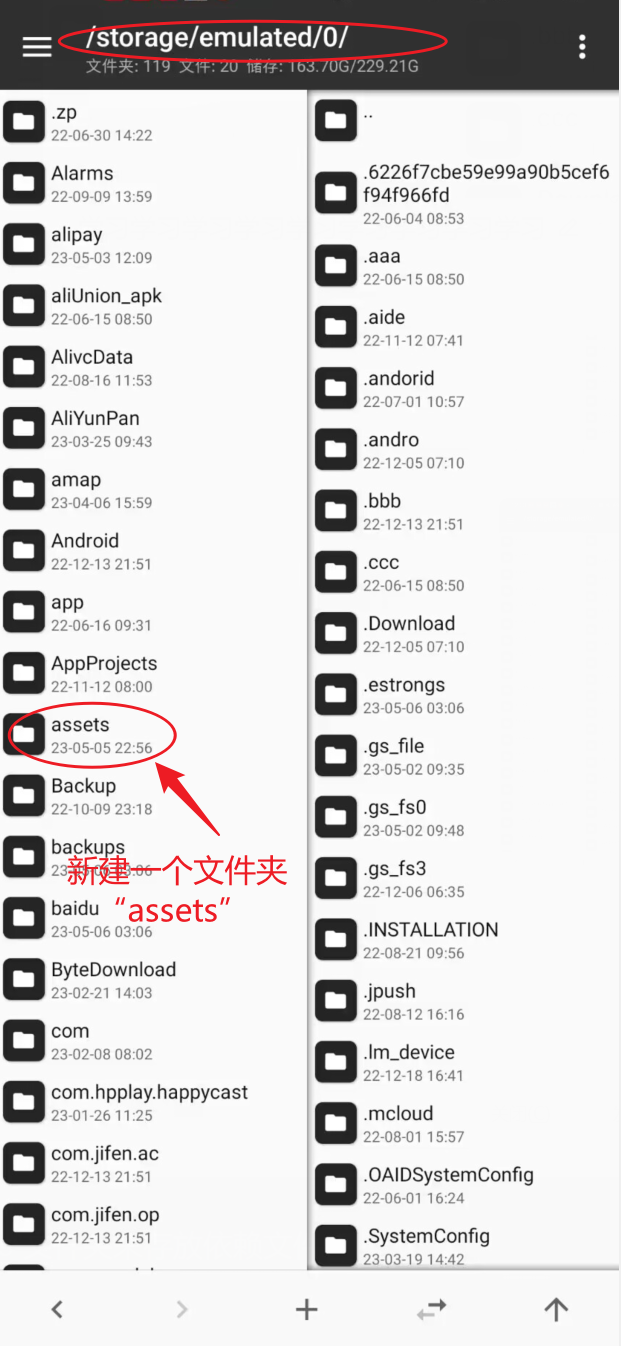 /storage/emulated/0/
文件夹: 119 文件: 20 储存: 163.70G/229.21G
.zp
22-06-30 14:22
Alarms
22-09-09 13:59
alipay
23-05-03 12:09
aliUnion_apk
22-06-15 08:50
AlivcData
22-08-16 11:53
AliYunPan
23-03-25 09:43
amap
23-04-06 15:59
Android
22-12-13 21:51
app
22-06-16 09:31
AppProjects
22-11-12 08:00
assets
23-05-05 22:56
Backup
22-10-09 23:18
backups
新建一个文件夹
“assets”
baidu
23-05-06 03:06
ByteDownload
23-02-21 14:03
com
23-02-08 08:02
com.hpplay.happycast
23-01-26 11:25
com.jifen.ac
22-12-13 21:51
com.jifen.op
22-12-13 21:51
..
.6226f7cbe59e99a90b5cef6
f94f966fd
22-06-04 08:53
.aaa
22-06-15 08:50
.aide
22-11-12 07:41
.andorid
22-07-01 10:57
.andro
22-12-05 07:10
.bbb
22-12-13 21:51
.ccc
22-06-15 08:50
.Download
22-12-05 07:10
.estrongs
23-05-06 03:06
.gs_file
23-05-02 09:35
.gs_fs0
23-05-02 09:48
.gs_fs3
22-12-06 06:35
.INSTALLATION
22-08-21 09:56
.jpush
22-08-12 16:16
.lm_device
22-12-18 16:41
.mcloud
22-08-01 15:57
.OAIDSystemConfig
22-06-01 16:24
.SystemConfig
23-03-19 14:42